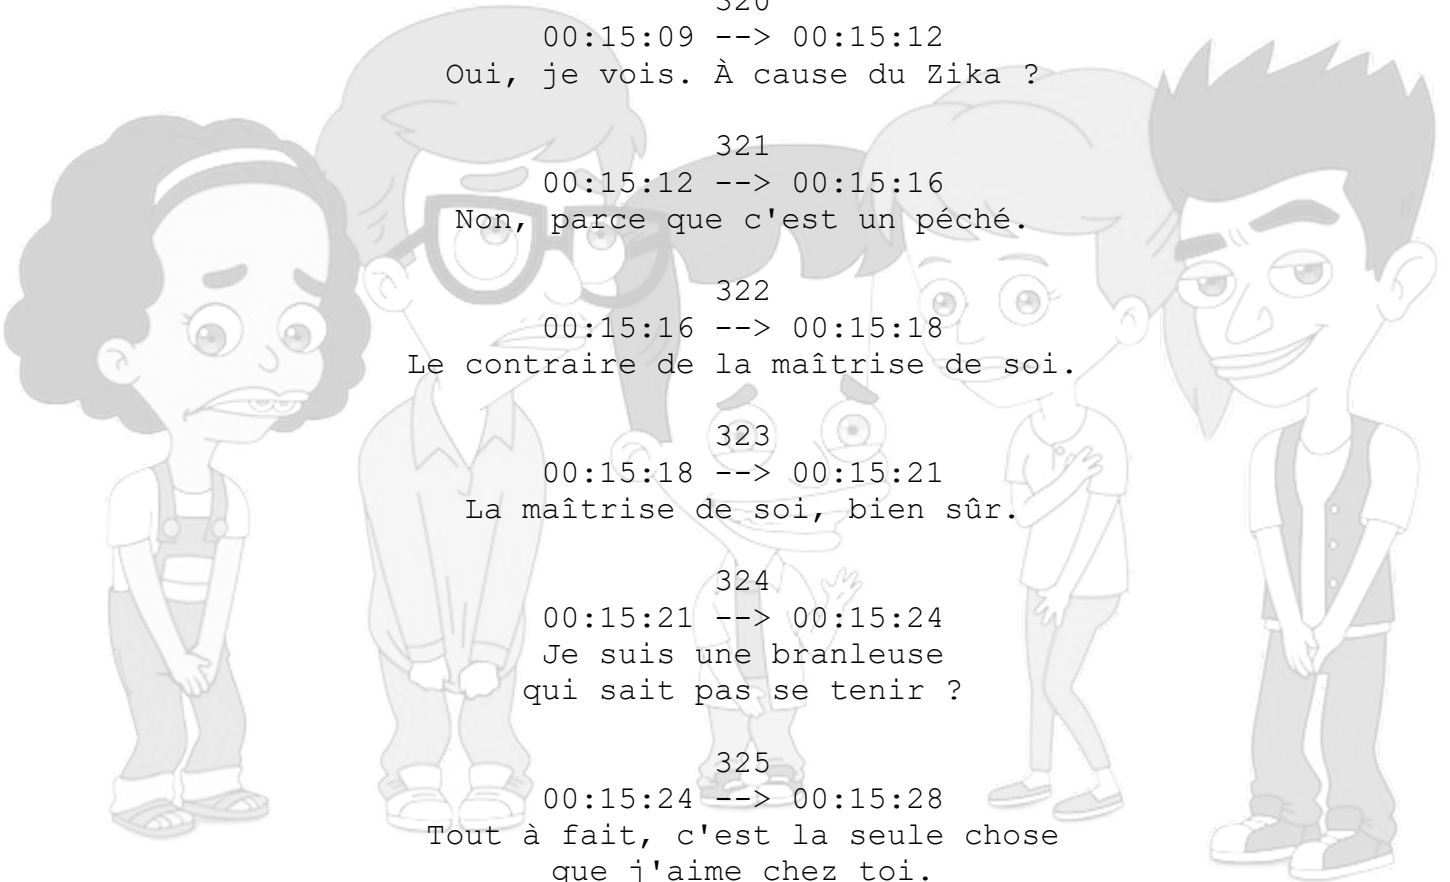 320
00:15:09 --> 00:15:12
Oui, je vois. À cause du Zika ?
321
00:15:12 --> 00:15:16
Non, parce que c'est un péché.
322
00:15:16 --> 00:15:18
Le contraire de la maîtrise de soi.
323
00:15:18 --> 00:15:21
La maîtrise de soi, bien sûr.
324
00:15:21 --> 00:15:24
Je suis une branleuse
qui sait pas se tenir ?
325
00:15:24 --> 00:15:28
Tout à fait, c'est la seule chose
que j'aime chez toi.